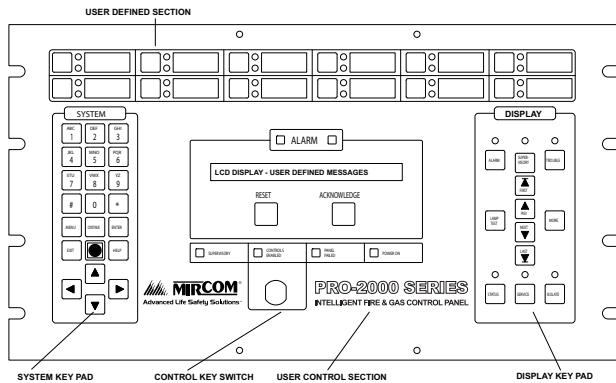 USER DEFINED SECTION
SYSTEM
ABC
1
DEF
2
GHI
3
JKL
4
MNO
5
PQR
6
STU
7
VWX
8
YZ
9
#
0
*
MENU
ENTER
EXIT
HELP
ALARM
LCD DISPLAY - USER DEFINED MESSAGES
RESET
ACKNOWLEDGE
SUPERVISORY
CONTROLS
ENABLED
PANEL
FAILED
POWER ON
MIRCOM®
Advanced Life Safety Solutions™
PRO-2000 SERIES
INTELLIGENT FIRE & GAS CONTROL PANEL
DISPLAY
ALARM
SUPER-
VISORY
TROUBLE
FIRST
LAMP
TEST
PREV
NEXT
MORE
LAST
STATUS
SERVICE
ISOLATE
SYSTEM KEY PAD
CONTROL KEY SWITCH
USER CONTROL SECTION
DISPLAY KEY PAD